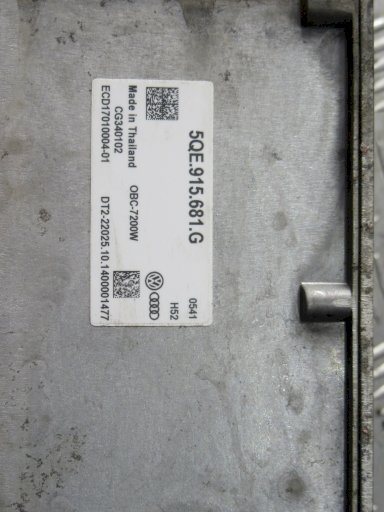 5QE.915.681.G
0541
H52
Made in Thailand
OBC-7200W
CG340102
ECD17010004-01
DT2-22025.10.1400001477